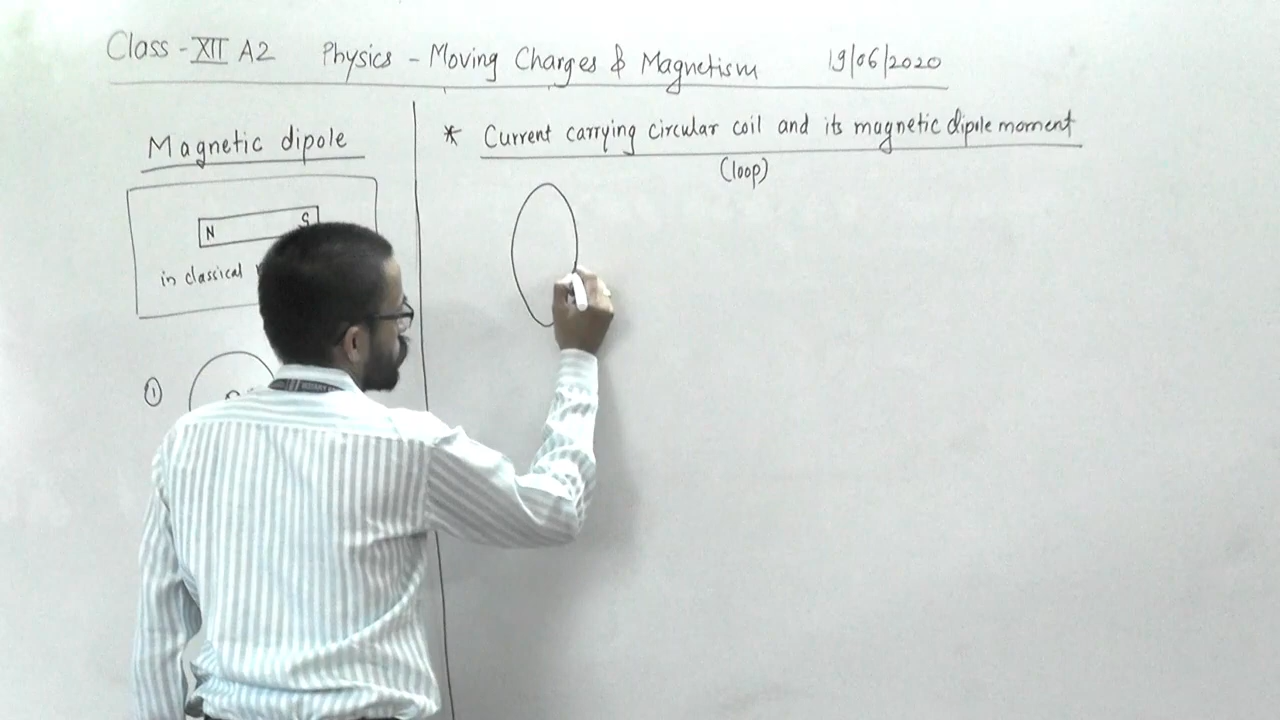 Class - XII A2 Physics - Moving Charges & Magnetism 19/06/2020
Magnetic dipole
N S
in classical
①
* Current carrying circular coil and its magnetic dipole moment
(loop)